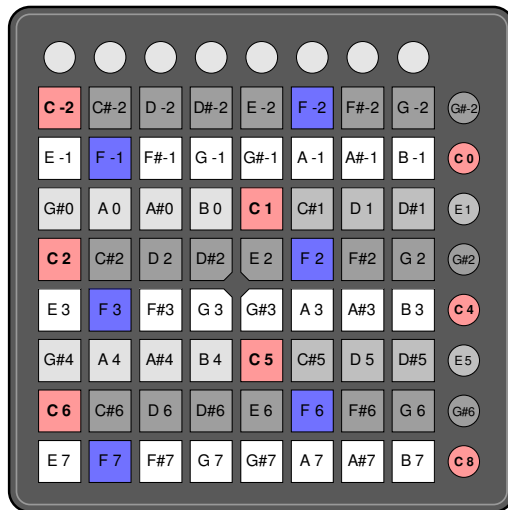 C -2 C#-2 D -2 D#-2 E -2 F -2 F#-2 G -2 G#-2
E -1 F -1 F#-1 G -1 G#-1 A -1 A#-1 B -1 C 0
G#0 A 0 A#0 B 0 C 1 C#1 D 1 D#1 E 1
C 2 C#2 D 2 D#2 E 2 F 2 F#2 G 2 G#2
E 3 F 3 F#3 G 3 G#3 A 3 A#3 B 3 C 4
G#4 A 4 A#4 B 4 C 5 C#5 D 5 D#5 E 5
C 6 C#6 D 6 D#6 E 6 F 6 F#6 G 6 G#6
E 7 F 7 F#7 G 7 G#7 A 7 A#7 B 7 C 8